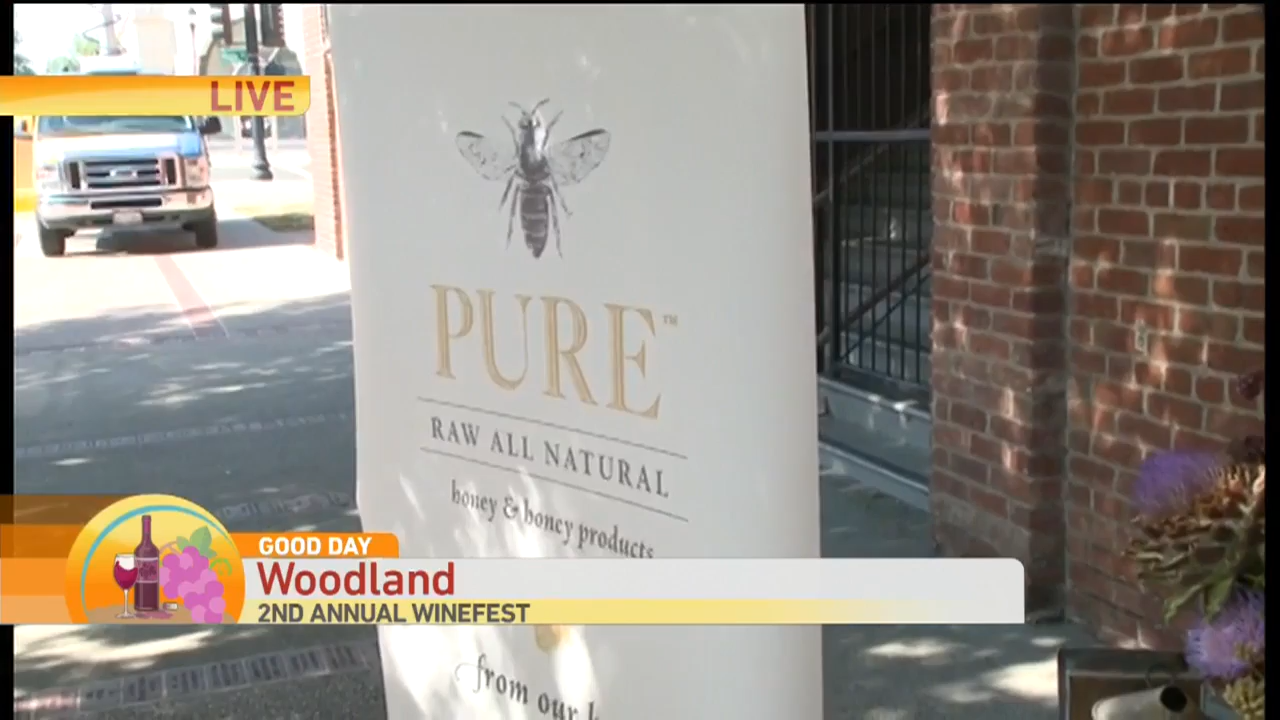 LIVE
PURE™
RAW ALL NATURAL
honey & honey products
GOOD DAY
Woodland
2ND ANNUAL WINEFEST
from our